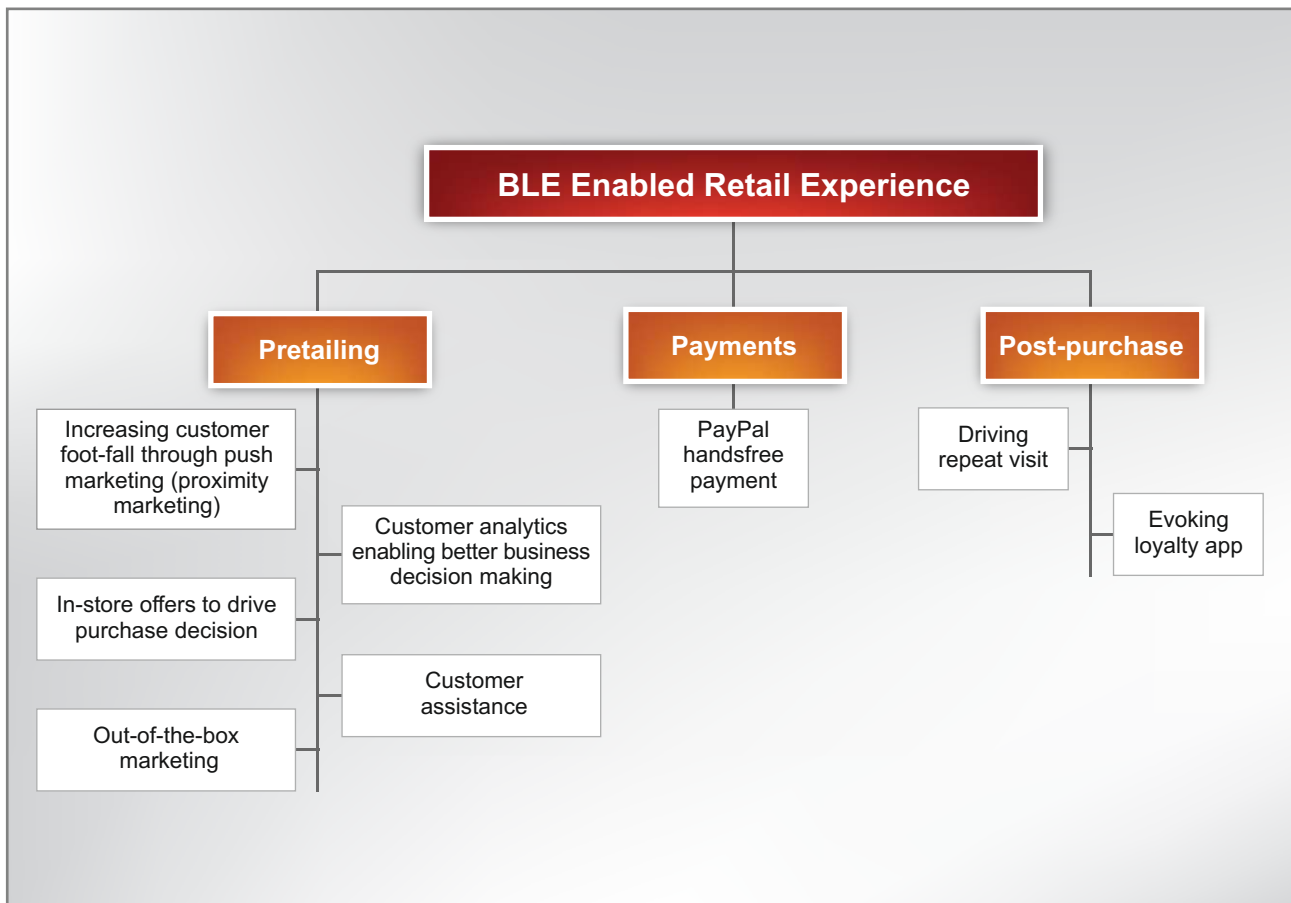 BLE Enabled Retail Experience
Pretailing
Payments
Post-purchase
Increasing customer
foot-fall through push
marketing (proximity
marketing)
Customer analytics
enabling better business
decision making
In-store offers to drive
purchase decision
Customer
assistance
Out-of-the-box
marketing
PayPal
handsfree
payment
Driving
repeat visit
Evoking
loyalty app